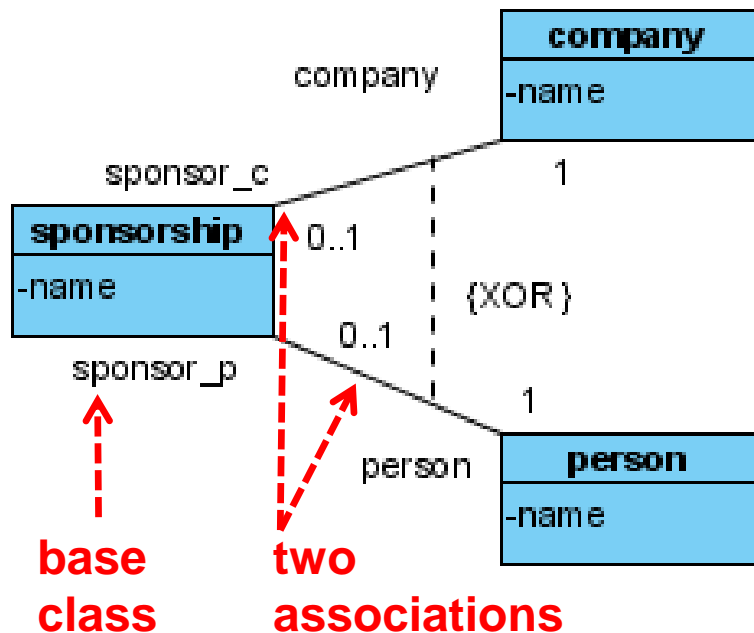 company
company
-name
sponsor_c
1
sponsorship
0..1
-name
{XOR}
0..1
sponsor_p
1
person
person
-name
base
class
two
associations